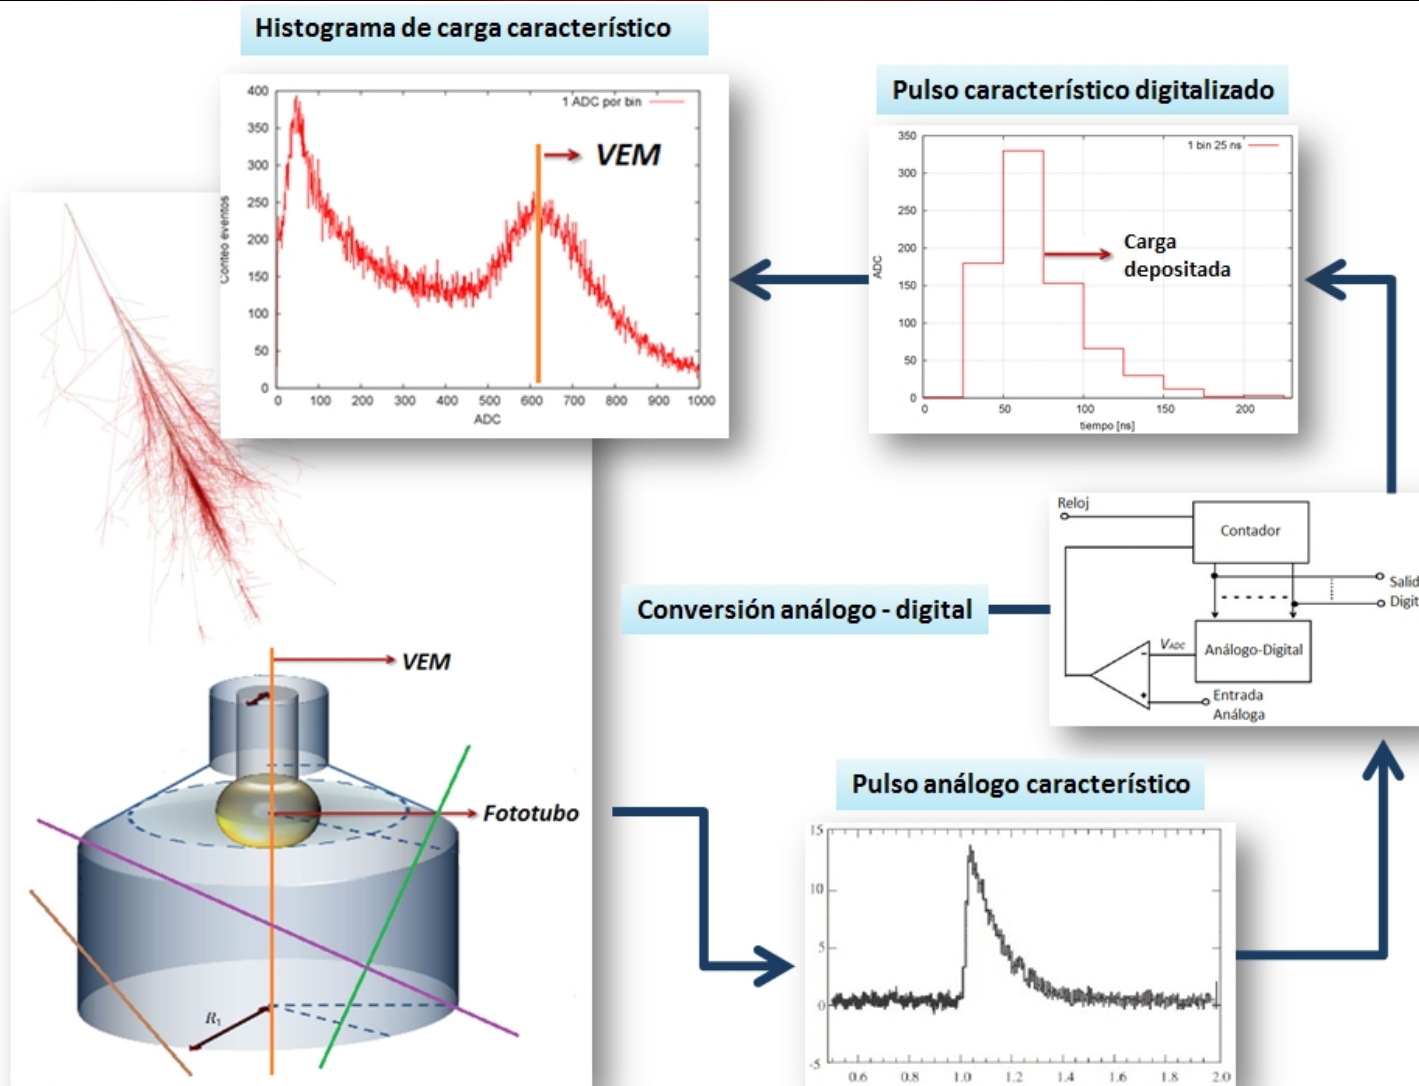 Histograma de carga característico
400
350
300
250
200
150
100
50
0
Conteo eventos
1 ADC por bin
VEM
0 100 200 300 400 500 600 700 800 900 1000
ADC
Pulso característico digitalizado
350
300
250
200
150
100
50
0
ADC
1 bin 25 ns
Carga
depositada
0 50 100 150 200
tiempo [ns]
Reloj
Contador
Salid
Digit
Análogo-Digital
VADC
-
+
Entrada
Análoga
Conversión análogo - digital
VEM
Fototubo
R1
Pulso análogo característico
15
10
5
0
-5
0.6 0.8 1.0 1.2 1.4 1.6 1.8 2.0